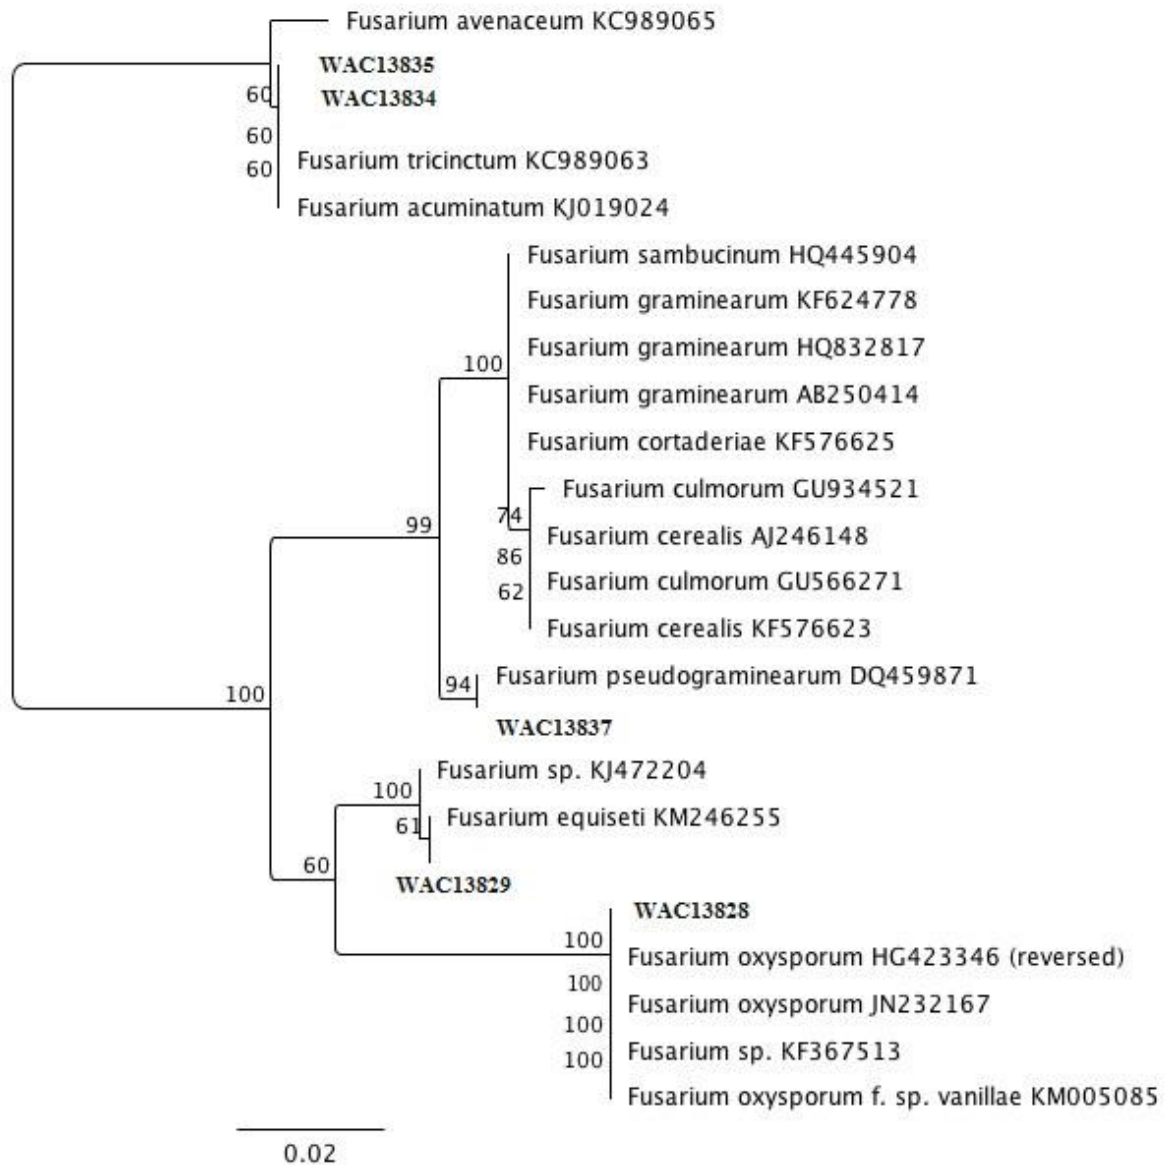 Fusarium avenaceum KC989065
WAC13835
60
WAC13834
60
Fusarium tricinctum KC989063
60
Fusarium acuminatum KJ019024
Fusarium sambucinum HQ445904
Fusarium graminearum KF624778
Fusarium graminearum HQ832817
100
Fusarium graminearum AB250414
Fusarium cortaderiae KF576625
Fusarium culmorum GU934521
74
99
Fusarium cerealis AJ246148
86
Fusarium culmorum GU566271
62
Fusarium cerealis KF576623
Fusarium pseudograminearum DQ459871
94
100
WAC13837
Fusarium sp. KJ472204
100
Fusarium equiseti KM246255
61
60
WAC13829
WAC13828
100
Fusarium oxysporum HG423346 (reversed)
100
Fusarium oxysporum JN232167
100
Fusarium sp. KF367513
100
Fusarium oxysporum f. sp. vanillae KM005085
0.02